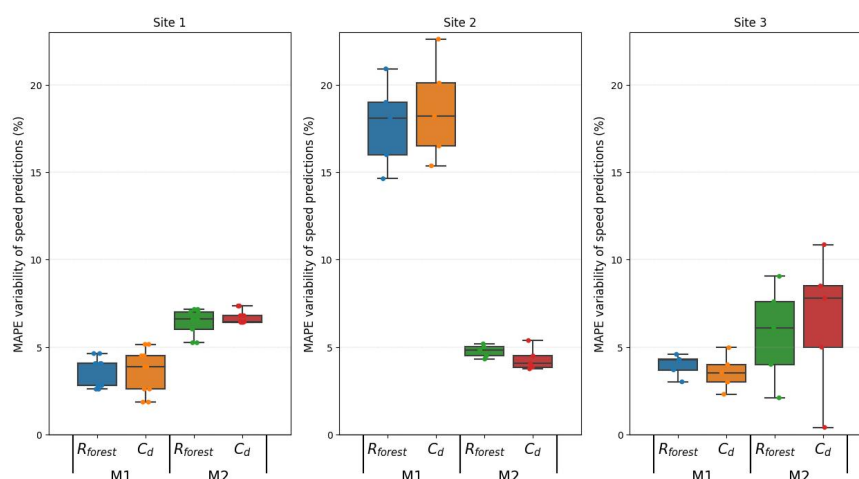 Site 1
MAPE variability of speed predictions (%)
20
15
10
5
0
R_forest C_d R_forest C_d
M1 M2
Site 2
MAPE variability of speed predictions (%)
20
15
10
5
0
R_forest C_d R_forest C_d
M1 M2
Site 3
MAPE variability of speed predictions (%)
20
15
10
5
0
R_forest C_d R_forest C_d
M1 M2